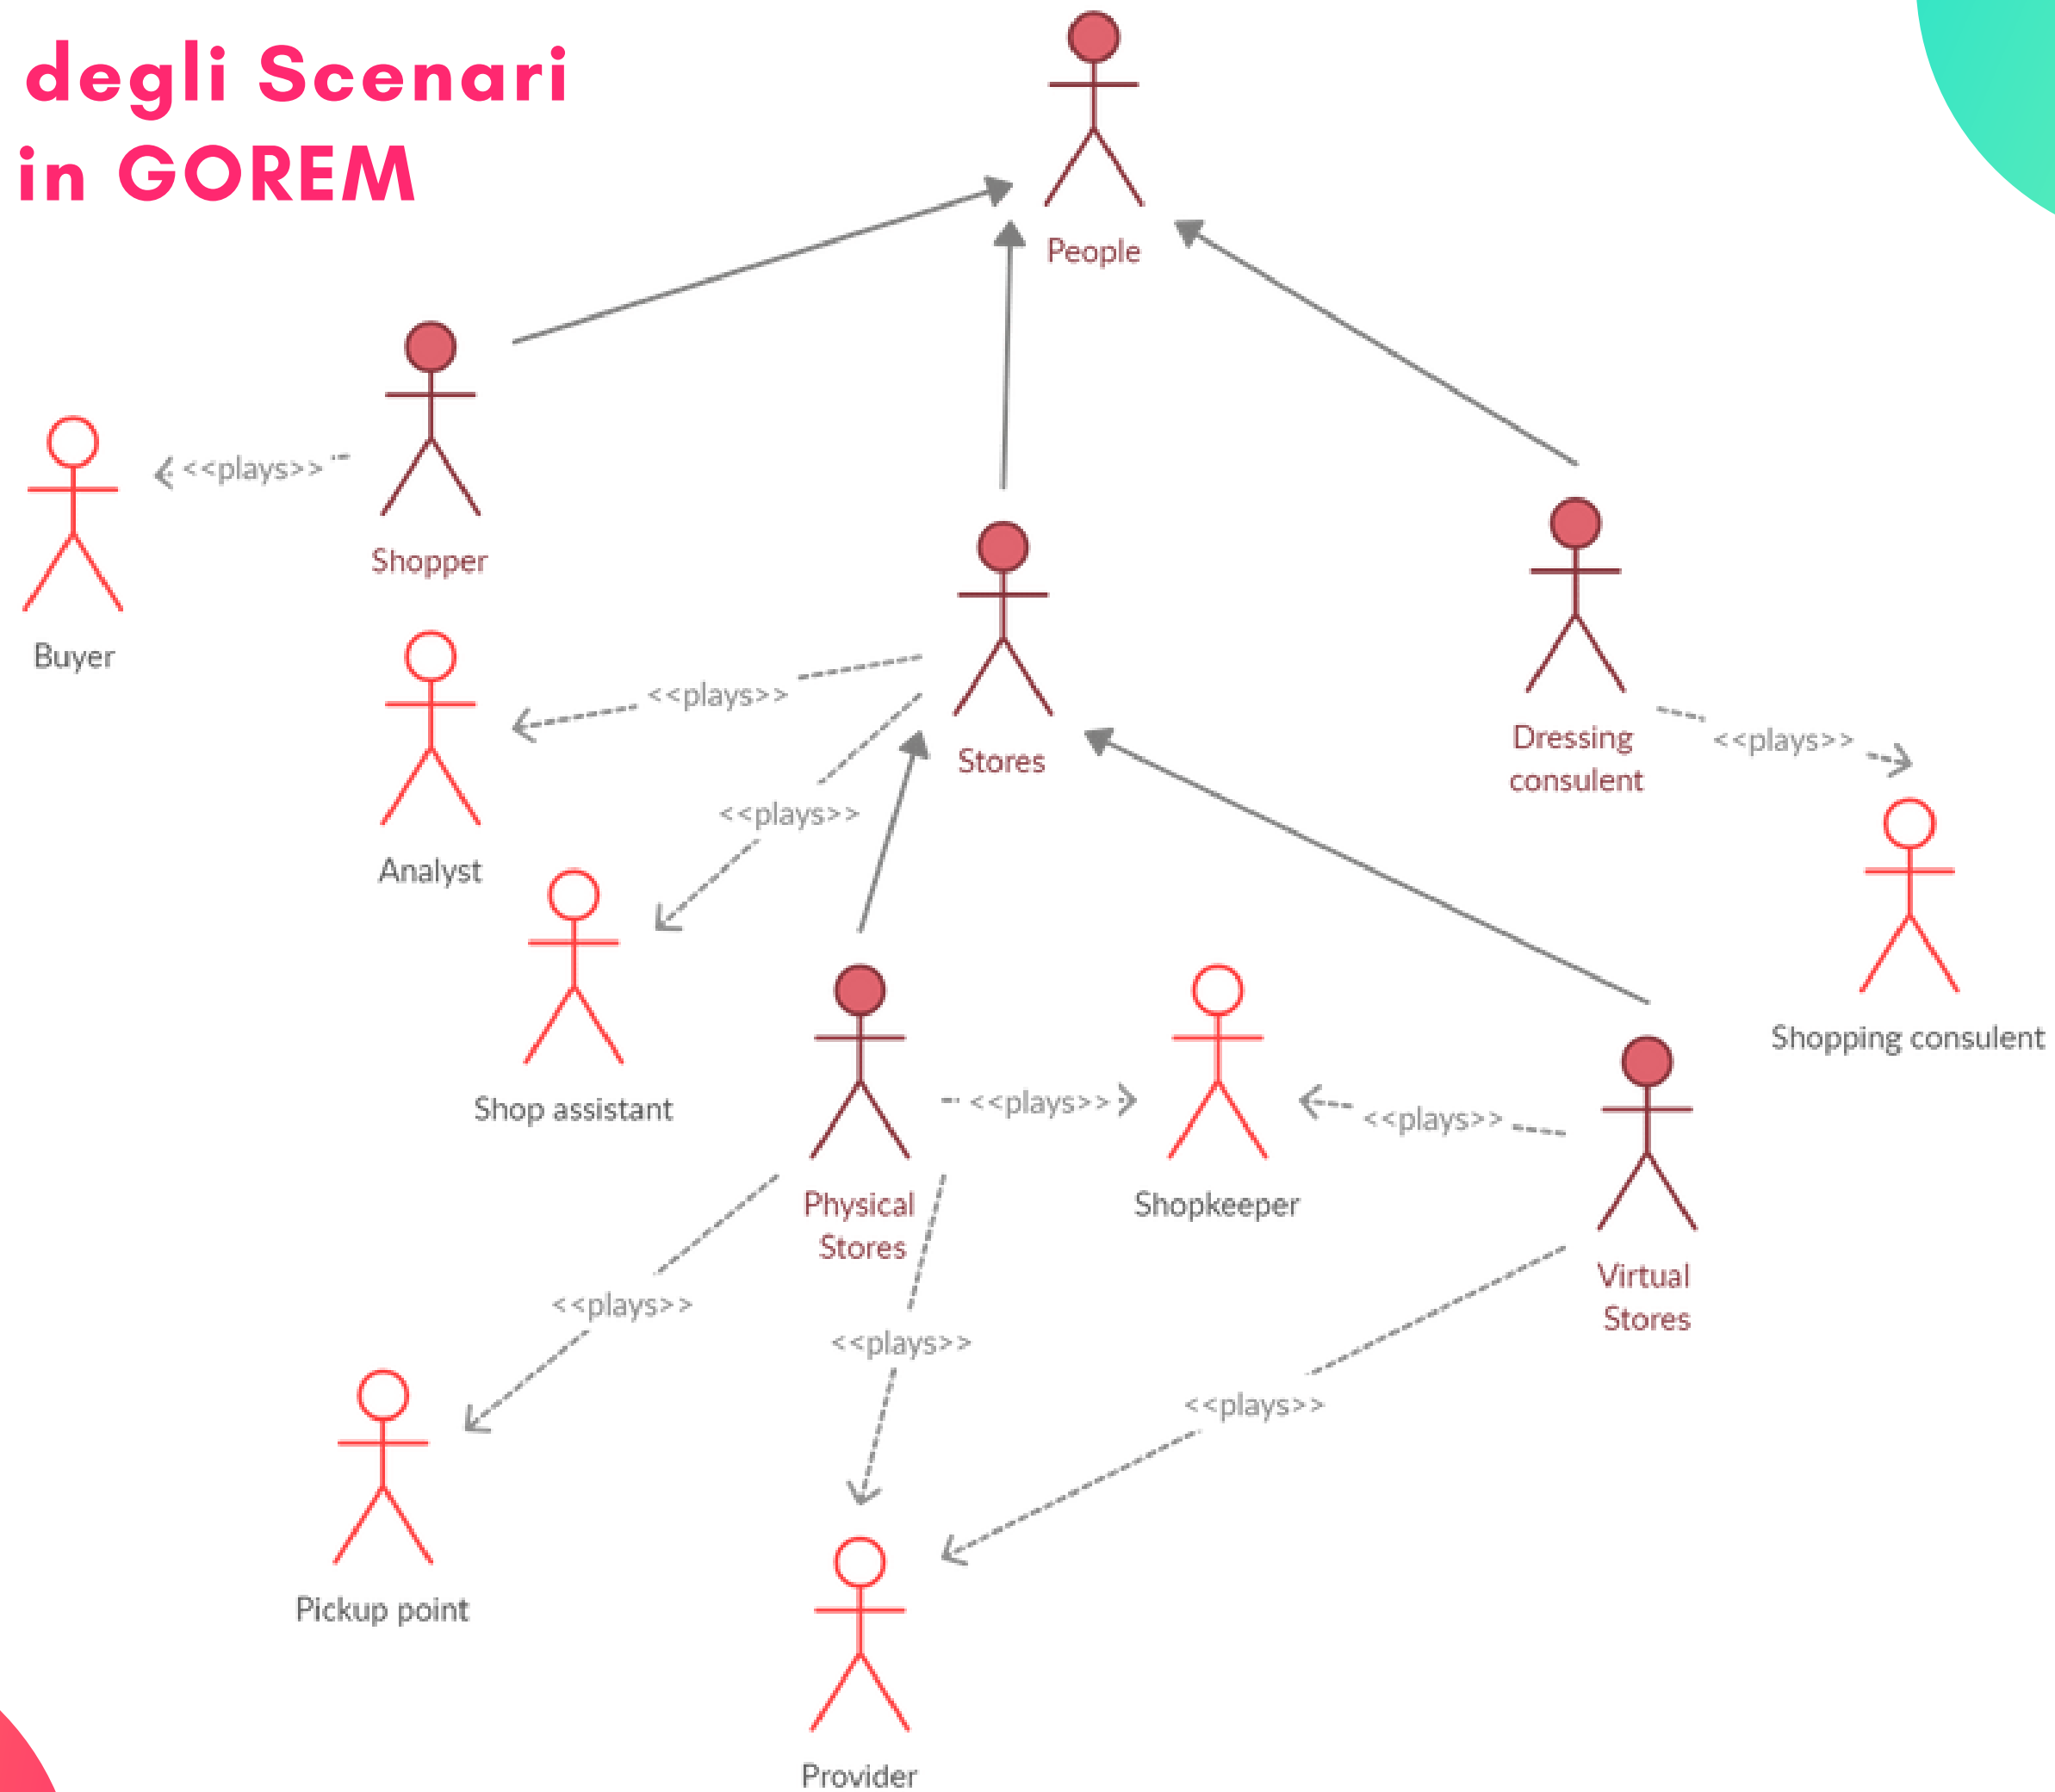 degli Scenari
in GOREM
People
Shopper
<<plays>>
Buyer
<<plays>>
Analyst
Stores
Dressing
consulent
<<plays>>
<<plays>>
Shop assistant
Shopping consulent
Physical
Stores
<<plays>>
Shopkeeper
<<plays>>
Virtual
Stores
<<plays>>
<<plays>>
<<plays>>
Pickup point
Provider